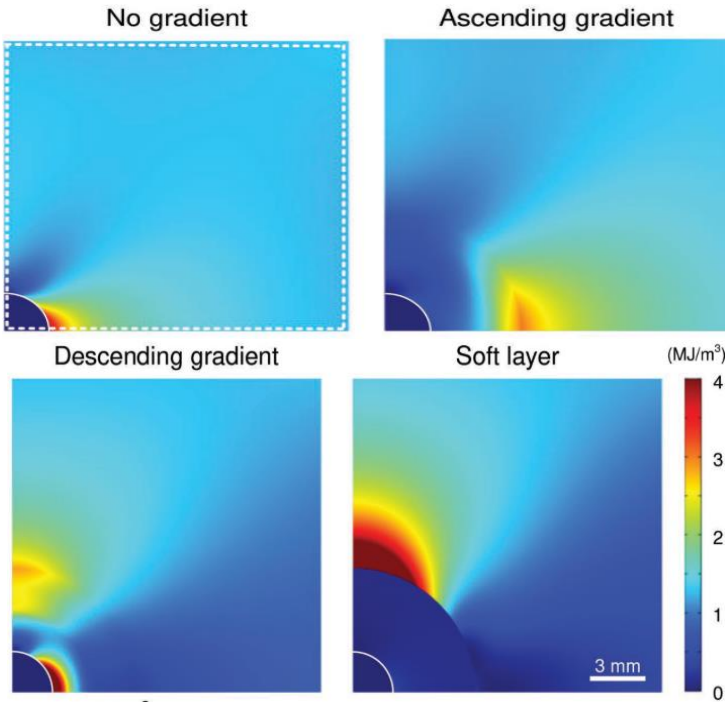 No gradient
Ascending gradient
Descending gradient
Soft layer
(MJ/m³)
4
3
2
1
0
3 mm